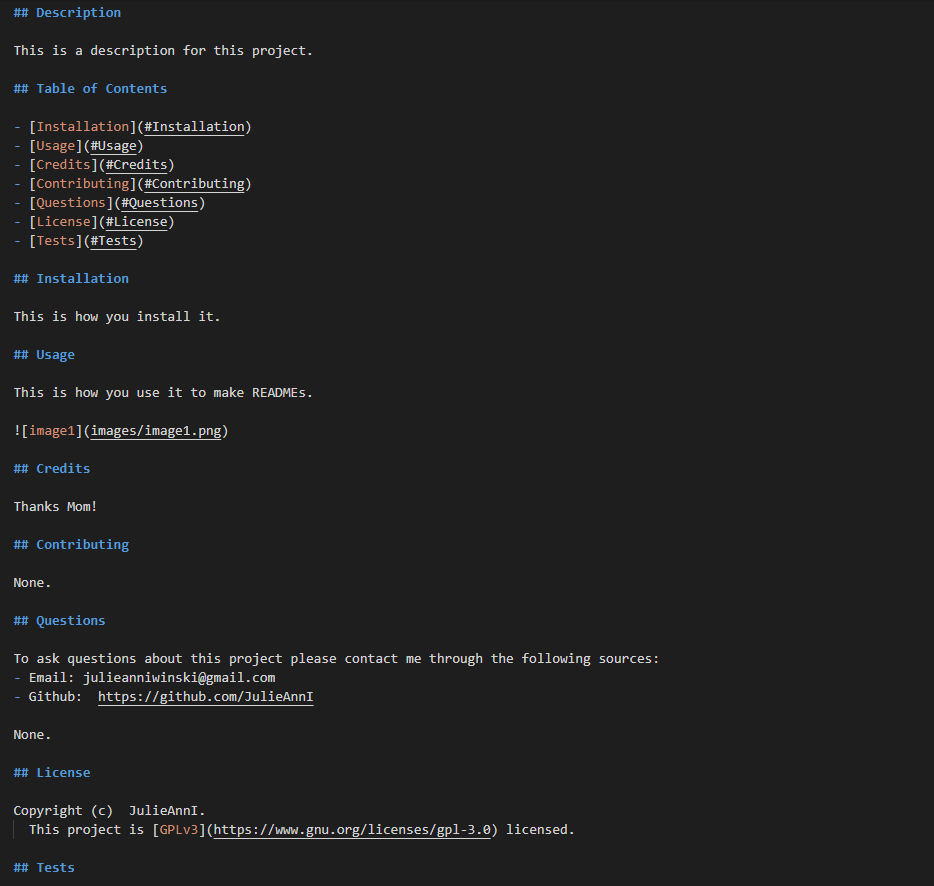 ## Description
This is a description for this project.
## Table of Contents
- [Installation](#Installation)
- [Usage](#Usage)
- [Credits](#Credits)
- [Contributing](#Contributing)
- [Questions](#Questions)
- [License](#License)
- [Tests](#Tests)
## Installation
This is how you install it.
## Usage
This is how you use it to make READMEs.
![image1](images/image1.png)
## Credits
Thanks Mom!
## Contributing
None.
## Questions
To ask questions about this project please contact me through the following sources:
- Email: julieanniwinski@gmail.com
- Github:  https://github.com/JulieAnnI
None.
## License
Copyright (c)  JulieAnnI.
  This project is [GPLv3](https://www.gnu.org/licenses/gpl-3.0) licensed.
## Tests